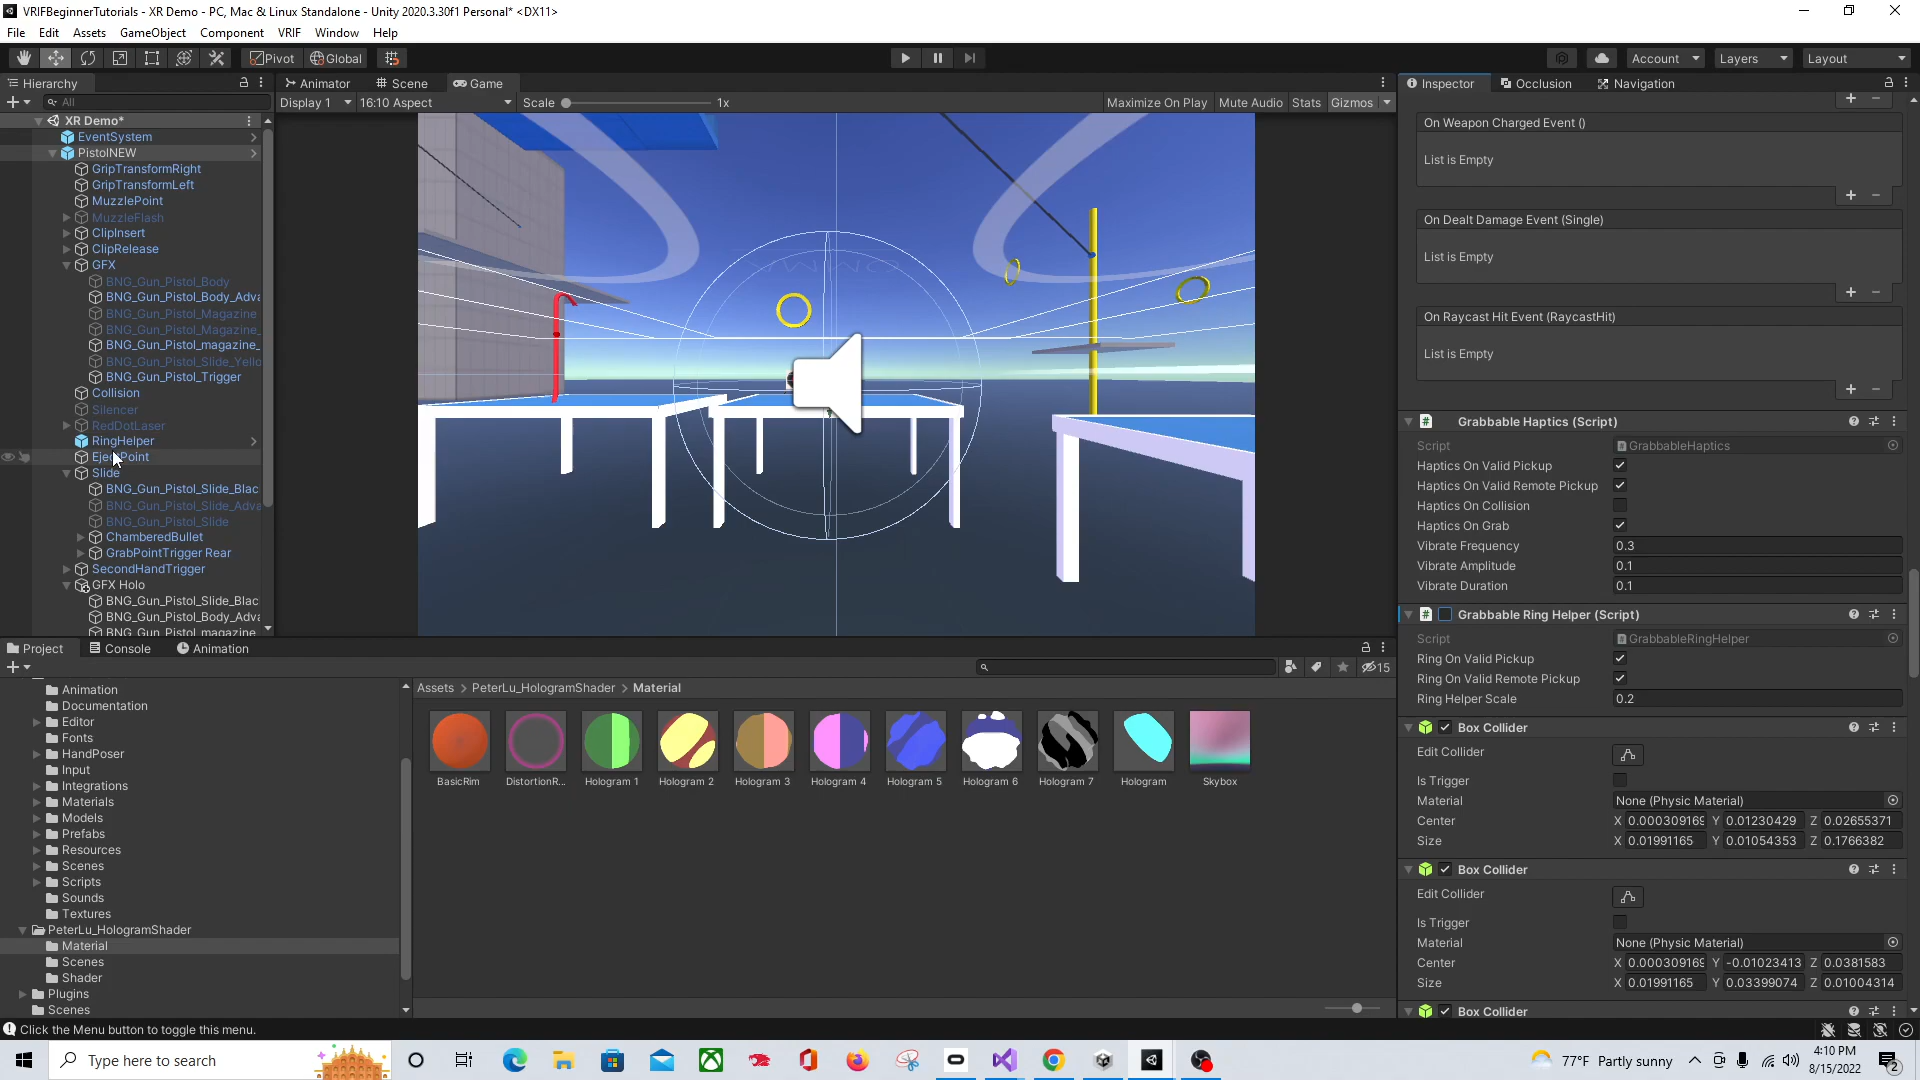 VRIFBeginnerTutorials - XR Demo - PC, Mac & Linux Standalone - Unity 2020.3.30f1 Personal* <DX11>
File Edit Assets GameObject Component VRIF Window Help
Pivot Global Account Layers Layout
Hierarchy Animator Scene Game Inspector Occlusion Navigation
All Display 1 16:10 Aspect Scale 1x Maximize On Play Mute Audio Stats Gizmos
XR Demo*
EventSystem
PistolNEW
GripTransformRight
GripTransformLeft
MuzzlePoint
MuzzleFlash
ClipInsert
ClipRelease
GFX
BNG_Gun_Pistol_Body
BNG_Gun_Pistol_Body_Adva
BNG_Gun_Pistol_Magazine
BNG_Gun_Pistol_Magazine_
BNG_Gun_Pistol_magazine_
BNG_Gun_Pistol_Slide_Yello
BNG_Gun_Pistol_Trigger
Collision
Silencer
RedDotLaser
RingHelper
EjectPoint
Slide
BNG_Gun_Pistol_Slide_Blac
BNG_Gun_Pistol_Slide_Adva
BNG_Gun_Pistol_Slide
ChamberedBullet
GrabPointTrigger Rear
SecondHandTrigger
GFX Holo
BNG_Gun_Pistol_Slide_Blac
BNG_Gun_Pistol_Body_Adva
BNG_Gun_Pistol_magazine
On Weapon Charged Event ()
List is Empty
On Dealt Damage Event (Single)
List is Empty
On Raycast Hit Event (RaycastHit)
List is Empty
Grabbable Haptics (Script)
Script GrabbableHaptics
Haptics On Valid Pickup
Haptics On Valid Remote Pickup
Haptics On Collision
Haptics On Grab
Vibrate Frequency 0.3
Vibrate Amplitude 0.1
Vibrate Duration 0.1
Grabbable Ring Helper (Script)
Script GrabbableRingHelper
Ring On Valid Pickup
Ring On Valid Remote Pickup
Ring Helper Scale 0.2
Box Collider
Edit Collider
Is Trigger
Material None (Physic Material)
Center X 0.000309169 Y 0.01230429 Z 0.02655371
Size X 0.01991165 Y 0.01054353 Z 0.1766382
Box Collider
Edit Collider
Is Trigger
Material None (Physic Material)
Center X 0.000309169 Y -0.01023413 Z 0.0381583
Size X 0.01991165 Y 0.03399074 Z 0.01004314
Box Collider
Project Console Animation
15
Animation
Documentation
Editor
Fonts
HandPoser
Input
Integrations
Materials
Models
Prefabs
Resources
Scenes
Scripts
Sounds
Textures
PeterLu_HologramShader
Material
Scenes
Shader
Plugins
Scenes
Assets > PeterLu_HologramShader > Material
BasicRim DistortionR... Hologram 1 Hologram 2 Hologram 3 Hologram 4 Hologram 5 Hologram 6 Hologram 7 Hologram Skybox
Click the Menu button to toggle this menu.
Type here to search
77°F Partly sunny
4:10 PM
8/15/2022
2